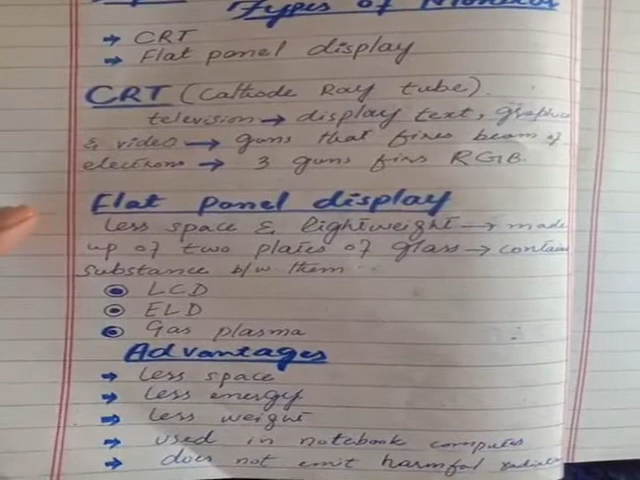 Types of Monitor
→ CRT
→ Flat panel display
CRT (Cathode Ray tube).
television → display text, graphics
& video → guns that fires beam of
electrons → 3 guns fires RGB.
Flat panel display
Less space & lightweight → made
up of two plates of glass → contains
substance b/w them
LCD
ELD
Gas plasma
Advantages
→ Less space
→ Less energy
→ Less weight
→ used in notebook computers
→ does not emit harmful radiation